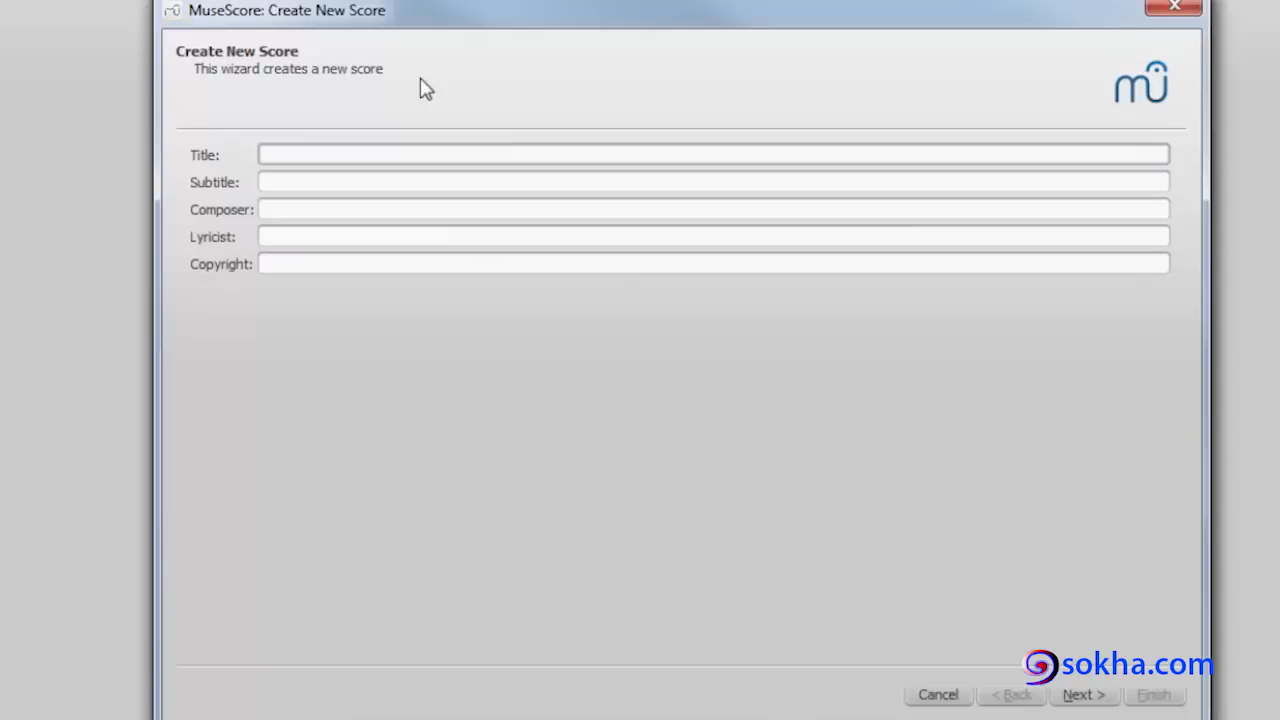 MuseScore: Create New Score
Create New Score
This wizard creates a new score
Title:
Subtitle:
Composer:
Lyricist:
Copyright:
sokha.com
Cancel
< Back
Next >
Finish